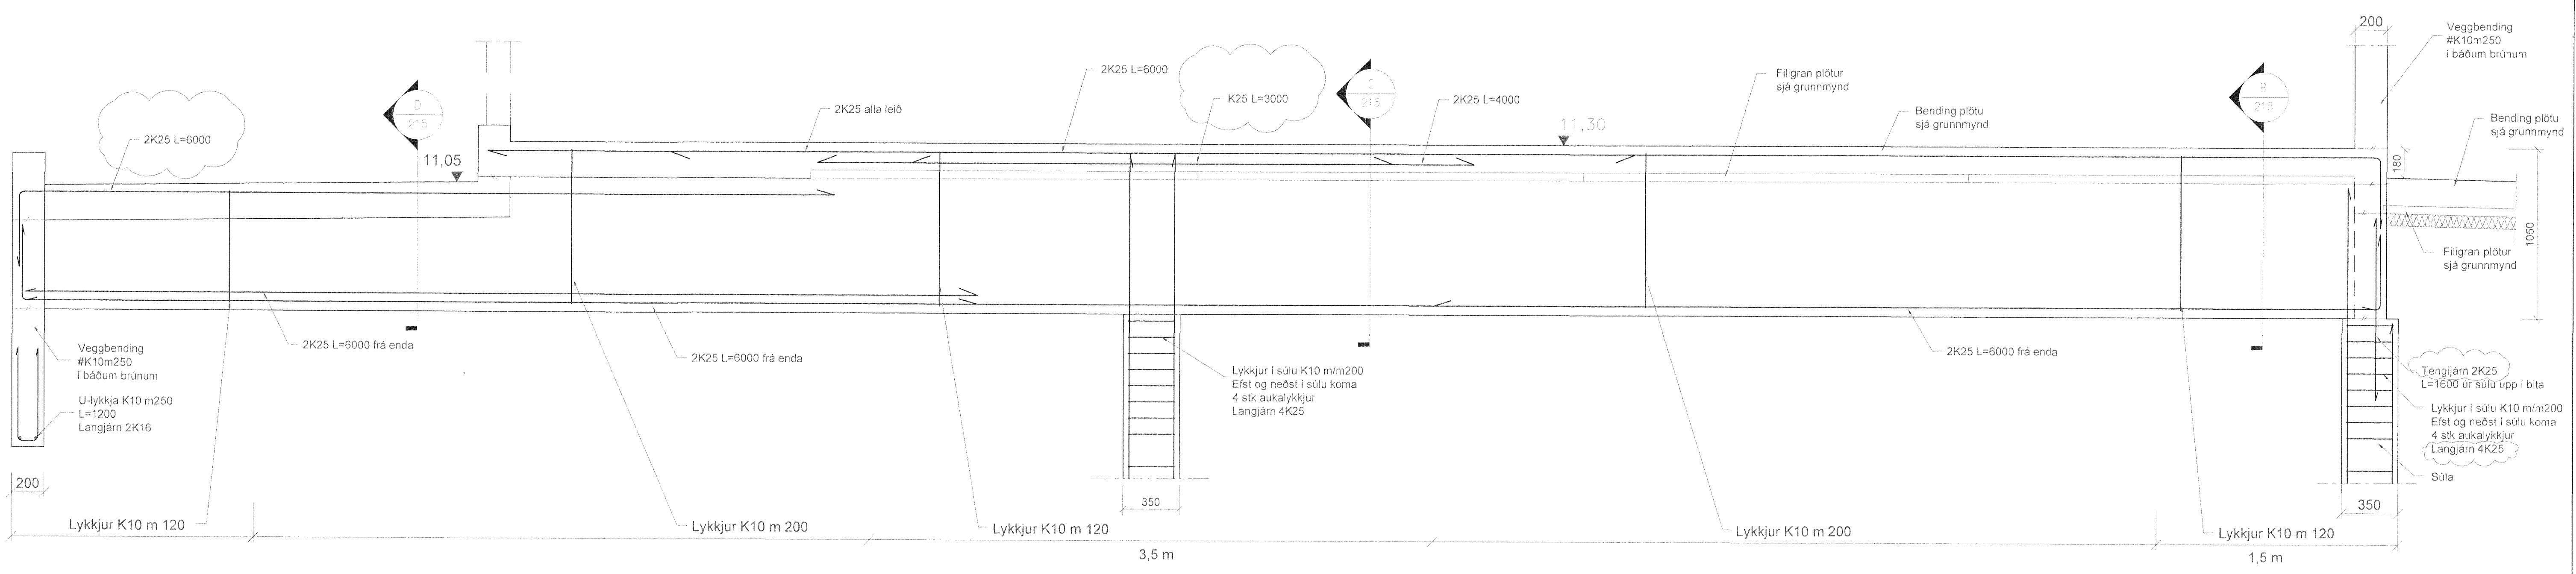 200
Veggbending
#K10m250
í báðum brúnum
2K25 L=6000
K25 L=3000
2K25 L=4000
Filigran plötur
sjá grunnmynd
D
215
C
215
B
215
2K25 alla leið
Bending plötu
sjá grunnmynd
Bending plötu
sjá grunnmynd
2K25 L=6000
11,30
11,05
180
1050
Filigran plötur
sjá grunnmynd
2K25 L=6000 frá enda
2K25 L=6000 frá enda
2K25 L=6000 frá enda
Veggbending
#K10m250
í báðum brúnum
U-lykkja K10 m250
L=1200
Langjárn 2K16
Lykkjur í súlu K10 m/m200
Efst og neðst í súlu koma
4 stk aukalykkjur
Langjárn 4K25
Tengijárn 2K25
L=1600 úr súlu upp í bita
Lykkjur í súlu K10 m/m200
Efst og neðst í súlu koma
4 stk aukalykkjur
Langjárn 4K25
Súla
200
350
350
Lykkjur K10 m 120
Lykkjur K10 m 200
Lykkjur K10 m 120
Lykkjur K10 m 200
Lykkjur K10 m 120
3,5 m
1,5 m